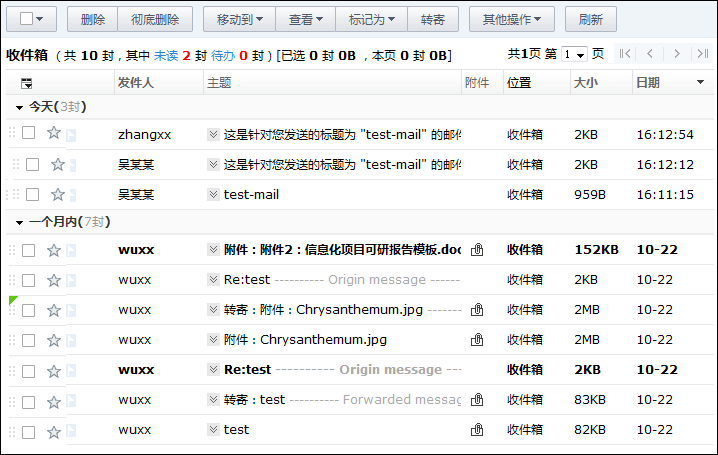 删除 彻底删除 移动到 查看 标记为 转寄 其他操作 刷新
收件箱 （ 共 10 封，其中 未读 2 封 待办 0 封 ）[已选 0 封 0B ，本页 0 封 0B] 共1页 第 1 页
发件人 主题 附件 位置 大小 日期
今天(3封)
zhangxx 这是针对您发送的标题为 "test-mail" 的邮件 收件箱 2KB 16:12:54
吴某某 这是针对您发送的标题为 "test-mail" 的邮件 收件箱 2KB 16:12:12
吴某某 test-mail 收件箱 959B 16:11:15
一个月内(7封)
wuxx 附件：附件2：信息化项目可研报告模板.doc 收件箱 152KB 10-22
wuxx Re:test ---------- Origin message ------ 收件箱 2KB 10-22
wuxx 转寄：附件：Chrysanthemum.jpg ------- 收件箱 2MB 10-22
wuxx 附件：Chrysanthemum.jpg 收件箱 2MB 10-22
wuxx Re:test ---------- Origin message --- 收件箱 2KB 10-22
wuxx 转寄：test ---------- Forwarded messag 收件箱 83KB 10-22
wuxx test 收件箱 82KB 10-22